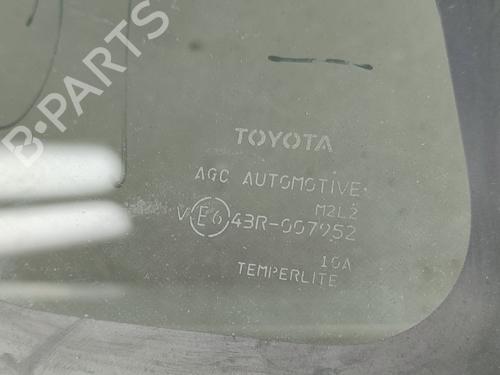 B-PARTS
TOYOTA
AGC AUTOMOTIVE
M2L2
V E6 43R-007952
10A
TEMPERLITE